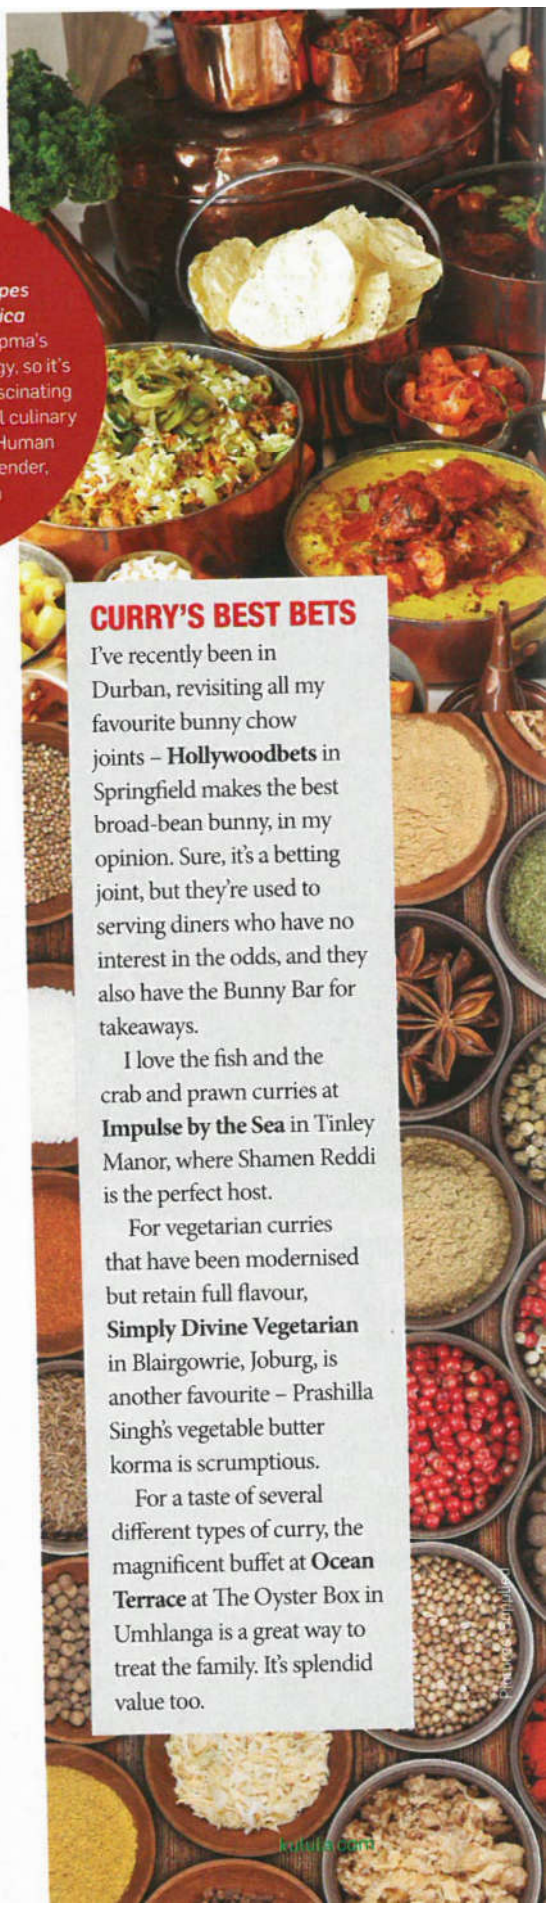 pes
ica
pma's
gy, so it's
scinating
l culinary
Human
ender,
CURRY'S BEST BETS
I've recently been in
Durban, revisiting all my
favourite bunny chow
joints – Hollywoodbets in
Springfield makes the best
broad-bean bunny, in my
opinion. Sure, it's a betting
joint, but they're used to
serving diners who have no
interest in the odds, and they
also have the Bunny Bar for
takeaways.
I love the fish and the
crab and prawn curries at
Impulse by the Sea in Tinley
Manor, where Shamen Reddi
is the perfect host.
For vegetarian curries
that have been modernised
but retain full flavour,
Simply Divine Vegetarian
in Blairgowrie, Joburg, is
another favourite – Prashilla
Singh's vegetable butter
korma is scrumptious.
For a taste of several
different types of curry, the
magnificent buffet at Ocean
Terrace at The Oyster Box in
Umhlanga is a great way to
treat the family. It's splendid
value too.
kulula.com